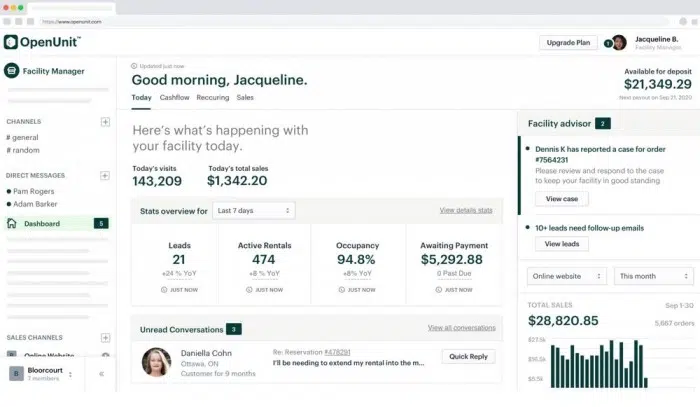 https://www.openunit.com
OpenUnit™
Upgrade Plan
1
Jacqueline B.
Facility Manager
Facility Manager
CHANNELS
# general
# random
DIRECT MESSAGES
Pam Rogers
Adam Barker
Dashboard
5
SALES CHANNELS
Online Website
B
Bloorcourt
7 members
«
Updated just now
Good morning, Jacqueline.
Today
Cashflow
Reccuring
Sales
Available for deposit
$21,349.29
Next payout on Sep 21, 2020
Here's what's happening with
your facility today.
Today's visits
143,209
Today's total sales
$1,342.20
Stats overview for
Last 7 days
View details stats
Leads
21
+24 % YoY
JUST NOW
Active Rentals
474
+8 % YoY
JUST NOW
Occupancy
94.8%
+8% YoY
JUST NOW
Awaiting Payment
$5,292.88
0 Past Due
JUST NOW
Unread Conversations
3
View all conversations
Daniella Cohn
Ottawa, ON
Customer for 9 months
Re: Reservation #478291
I'll be needing to extend my rental into the m...
Quick Reply
Facility advisor
2
Dennis K has reported a case for order
#7564231
Please review and respond to the case
to keep your facility in good standing
View case
10+ leads need follow-up emails
View leads
Online website
This month
TOTAL SALES
Sep 1-30
$28,820.85
5,667 orders
$27.5k
$16.5k
$5.5k